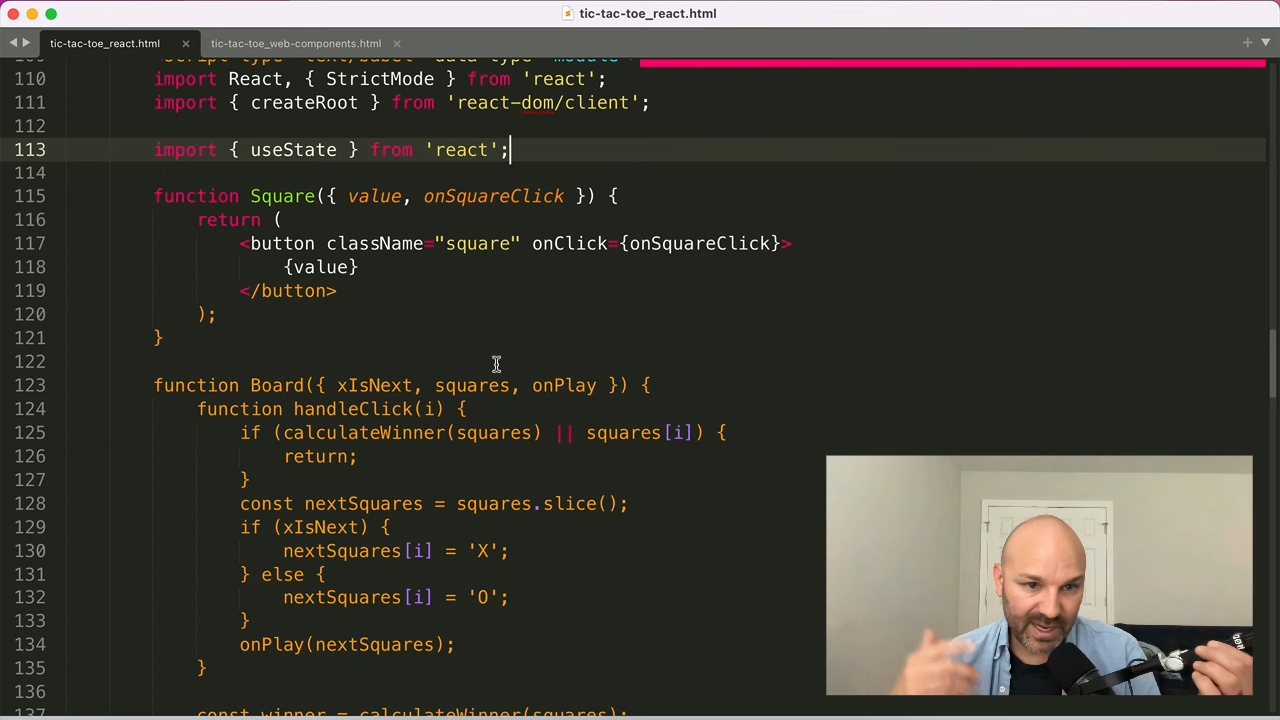 tic-tac-toe_react.html
tic-tac-toe_react.html
tic-tac-toe_web-components.html
110 import React, { StrictMode } from 'react';
111 import { createRoot } from 'react-dom/client';
112
113 import { useState } from 'react';
114
115 function Square({ value, onSquareClick }) {
116 return (
117 <button className="square" onClick={onSquareClick}>
118 {value}
119 </button>
120 );
121 }
122
123 function Board({ xIsNext, squares, onPlay }) {
124 function handleClick(i) {
125 if (calculateWinner(squares) || squares[i]) {
126 return;
127 }
128 const nextSquares = squares.slice();
129 if (xIsNext) {
130 nextSquares[i] = 'X';
131 } else {
132 nextSquares[i] = 'O';
133 }
134 onPlay(nextSquares);
135 }
136
137 const winner = calculateWinner(squares);